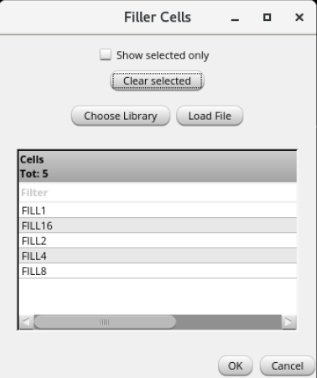 Filler Cells
Show selected only
Clear selected
Choose Library Load File
Cells
Tot: 5
Filter
FILL1
FILL16
FILL2
FILL4
FILL8
OK Cancel